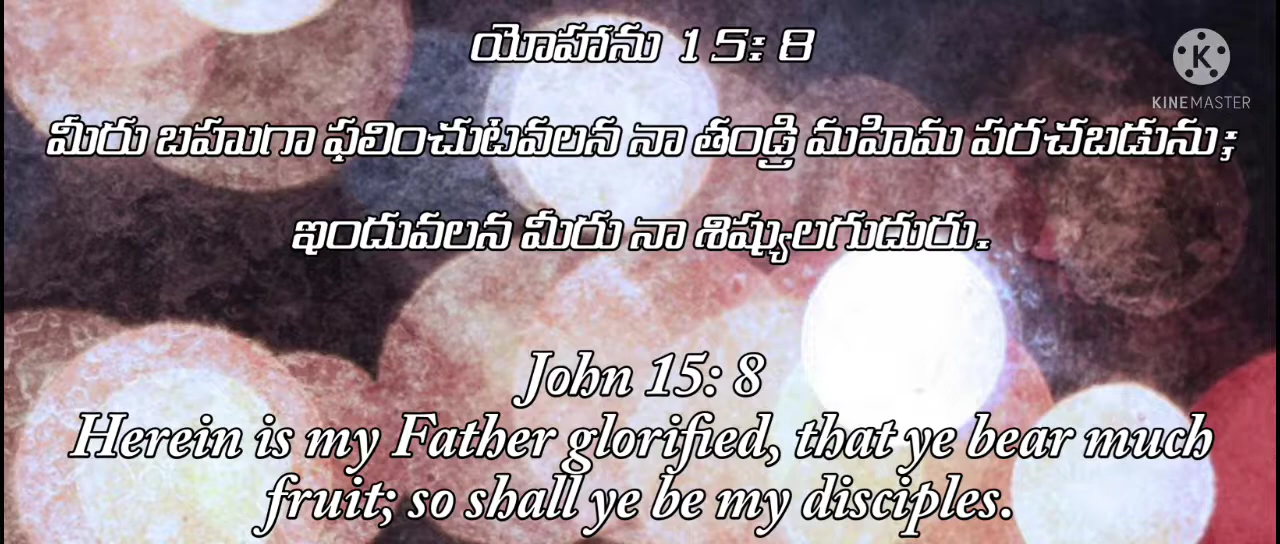 యోహాను 15: 8
KINEMASTER
మీరు బహుగా ఫలించుటవలన నా తండ్రి మహిమ పరచబడును;
ఇందువలన మీరు నా శిష్యులగుదురు.
John 15: 8
Herein is my Father glorified, that ye bear much
fruit; so shall ye be my disciples.